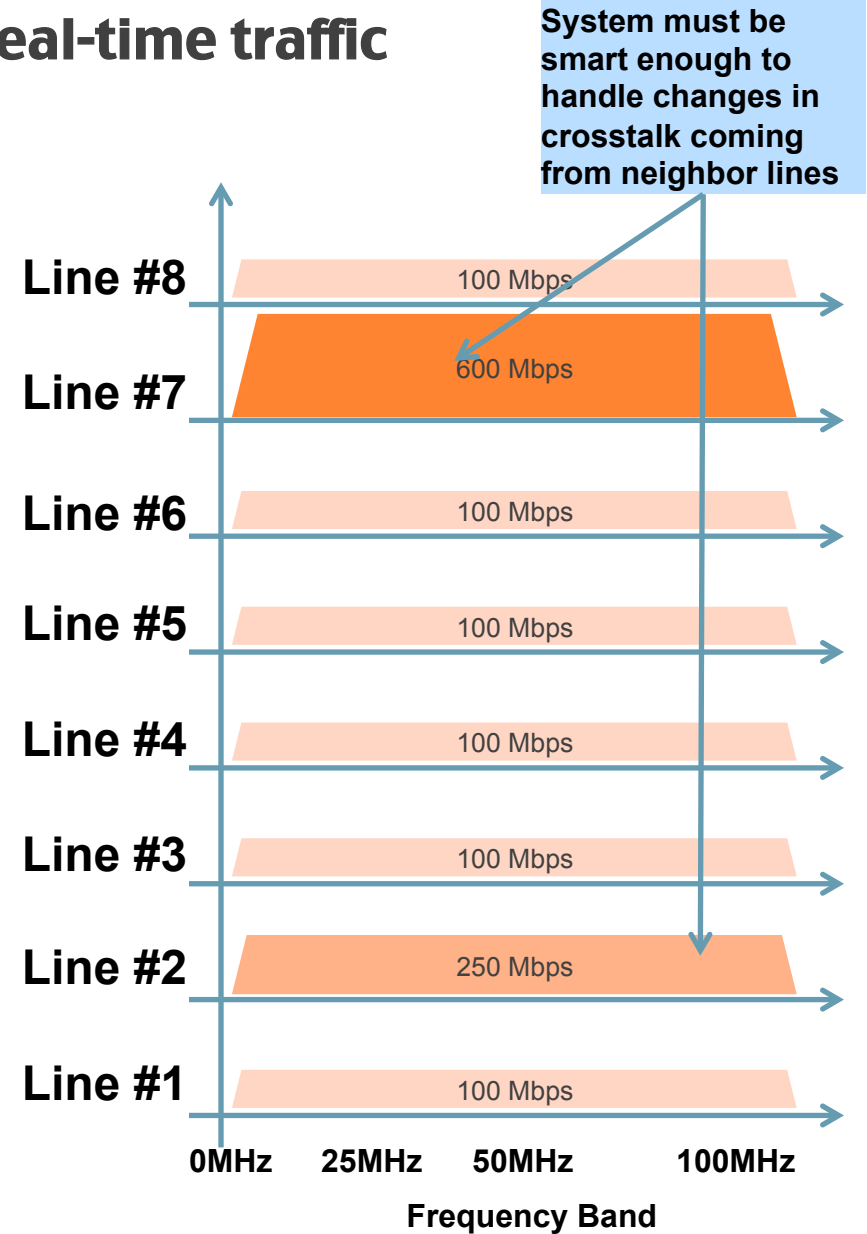 eal-time traffic
System must be
smart enough to
handle changes in
crosstalk coming
from neighbor lines
Line #8
100 Mbps
Line #7
600 Mbps
Line #6
100 Mbps
Line #5
100 Mbps
Line #4
100 Mbps
Line #3
100 Mbps
Line #2
250 Mbps
Line #1
100 Mbps
0MHz 25MHz 50MHz 100MHz
Frequency Band